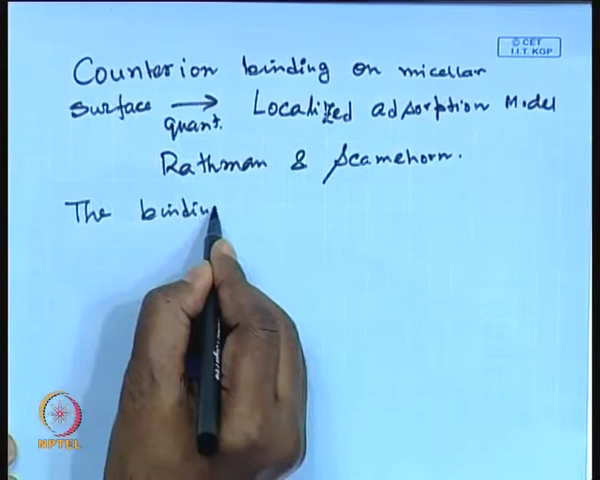 © CET
I.I.T. KGP
Counterion binding on micellar
surface → Localized adsorption Model
quant.
Rathman & Scamehorn.
The bindin
NPTEL